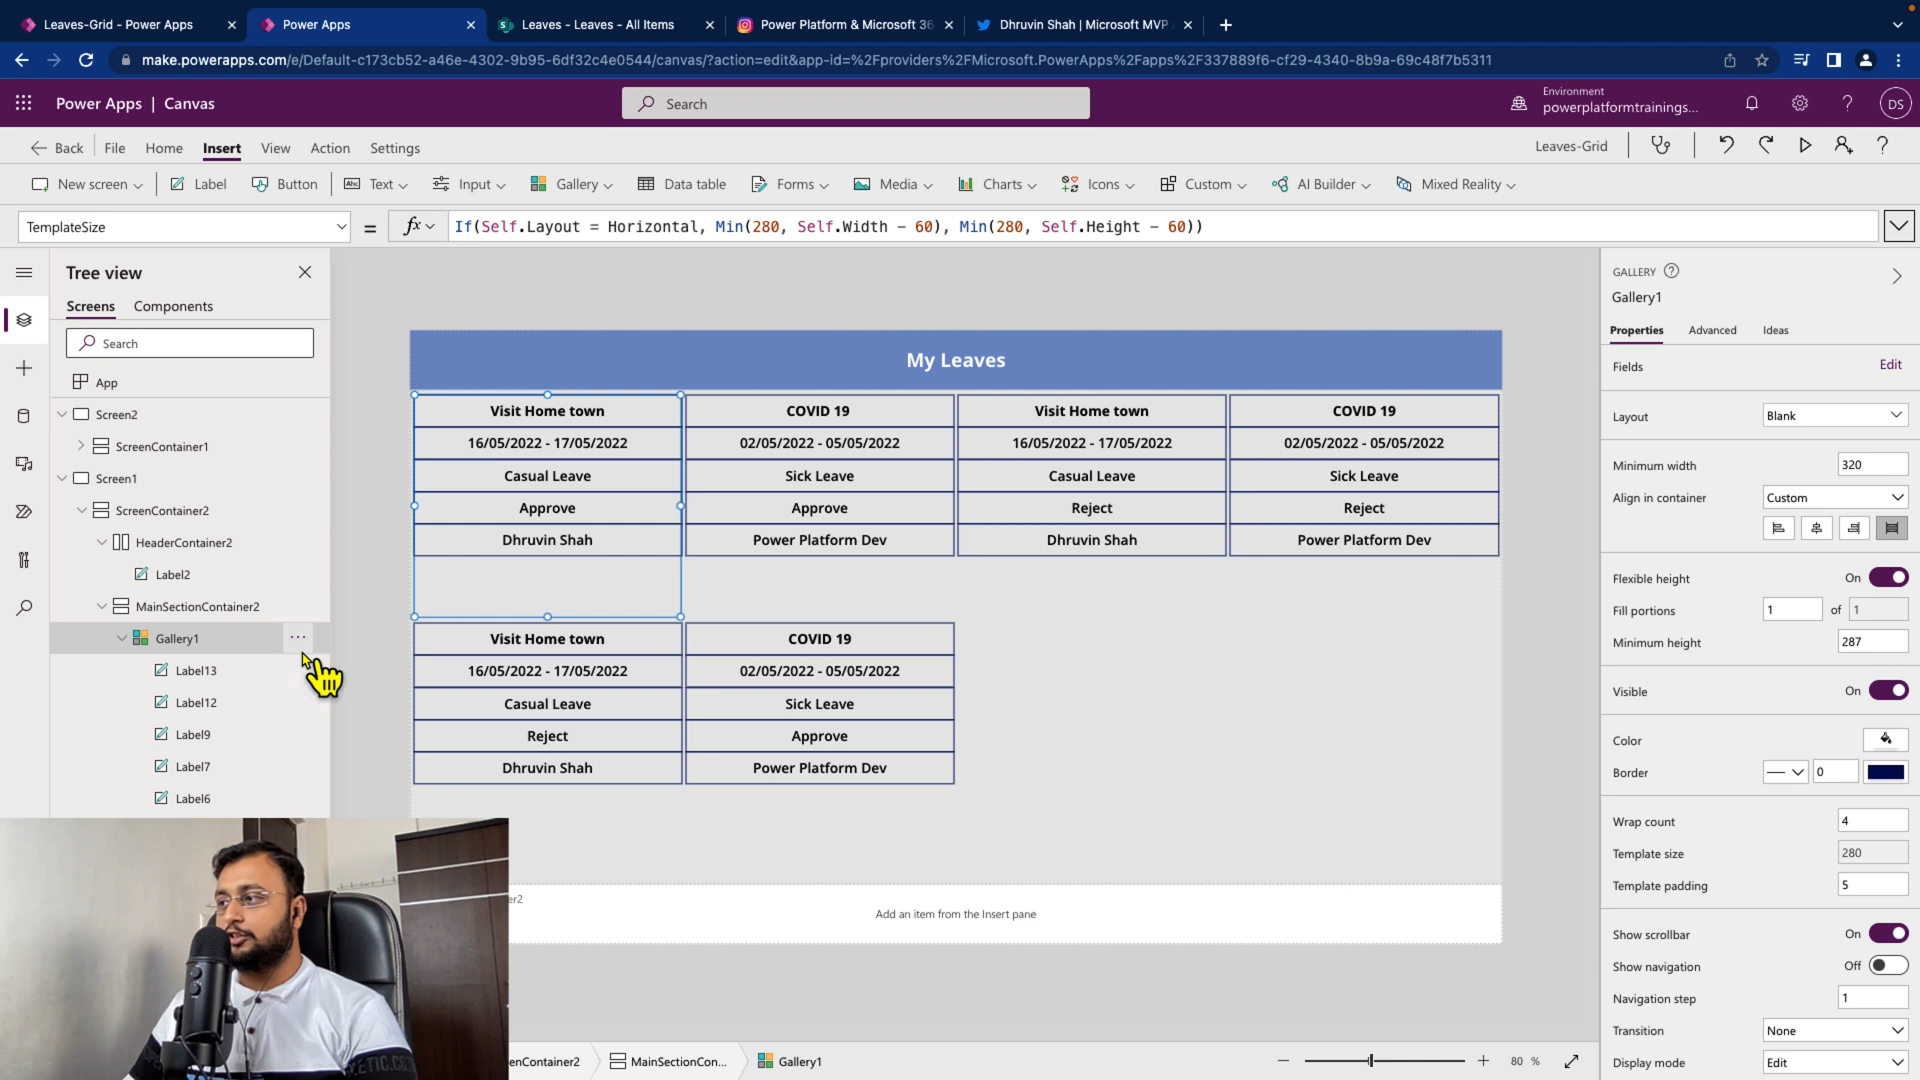 Leaves-Grid - Power Apps
Power Apps
Leaves - Leaves - All Items
Power Platform & Microsoft 36
Dhruvin Shah | Microsoft MVP
make.powerapps.com/e/Default-c173cb52-a46e-4302-9b95-6df32c4e0544/canvas/?action=edit&app-id=%2Fproviders%2FMicrosoft.PowerApps%2Fapps%2F337889f6-cf29-4340-8b9a-69c48f7b5311
Power Apps | Canvas
Search
Environment
powerplatformtrainings...
DS
Back File Home Insert View Action Settings
Leaves-Grid
New screen Label Button Text Input Gallery Data table Forms Media Charts Icons Custom AI Builder Mixed Reality
TemplateSize = fx If(Self.Layout = Horizontal, Min(280, Self.Width - 60), Min(280, Self.Height - 60))
Tree view
Screens Components
Search
App
Screen2
ScreenContainer1
Screen1
ScreenContainer2
HeaderContainer2
Label2
MainSectionContainer2
Gallery1
Label13
Label12
Label9
Label7
Label6
My Leaves
Visit Home town COVID 19 Visit Home town COVID 19
16/05/2022 - 17/05/2022 02/05/2022 - 05/05/2022 16/05/2022 - 17/05/2022 02/05/2022 - 05/05/2022
Casual Leave Sick Leave Casual Leave Sick Leave
Approve Approve Reject Reject
Dhruvin Shah Power Platform Dev Dhruvin Shah Power Platform Dev
Visit Home town COVID 19
16/05/2022 - 17/05/2022 02/05/2022 - 05/05/2022
Casual Leave Sick Leave
Reject Approve
Dhruvin Shah Power Platform Dev
er2
Add an item from the Insert pane
enContainer2 MainSectionCon... Gallery1
80 %
GALLERY
Gallery1
Properties Advanced Ideas
Fields Edit
Layout Blank
Minimum width 320
Align in container Custom
Flexible height On
Fill portions 1 of 1
Minimum height 287
Visible On
Color
Border 0
Wrap count 4
Template size 280
Template padding 5
Show scrollbar On
Show navigation Off
Navigation step 1
Transition None
Display mode Edit